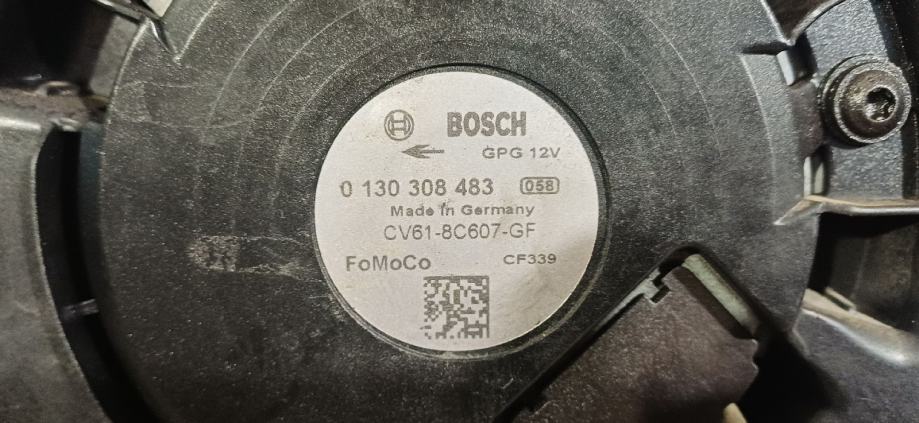 BOSCH
GPG 12V
0 130 308 483 058
Made in Germany
CV61-8C607-GF
FoMoCo CF339